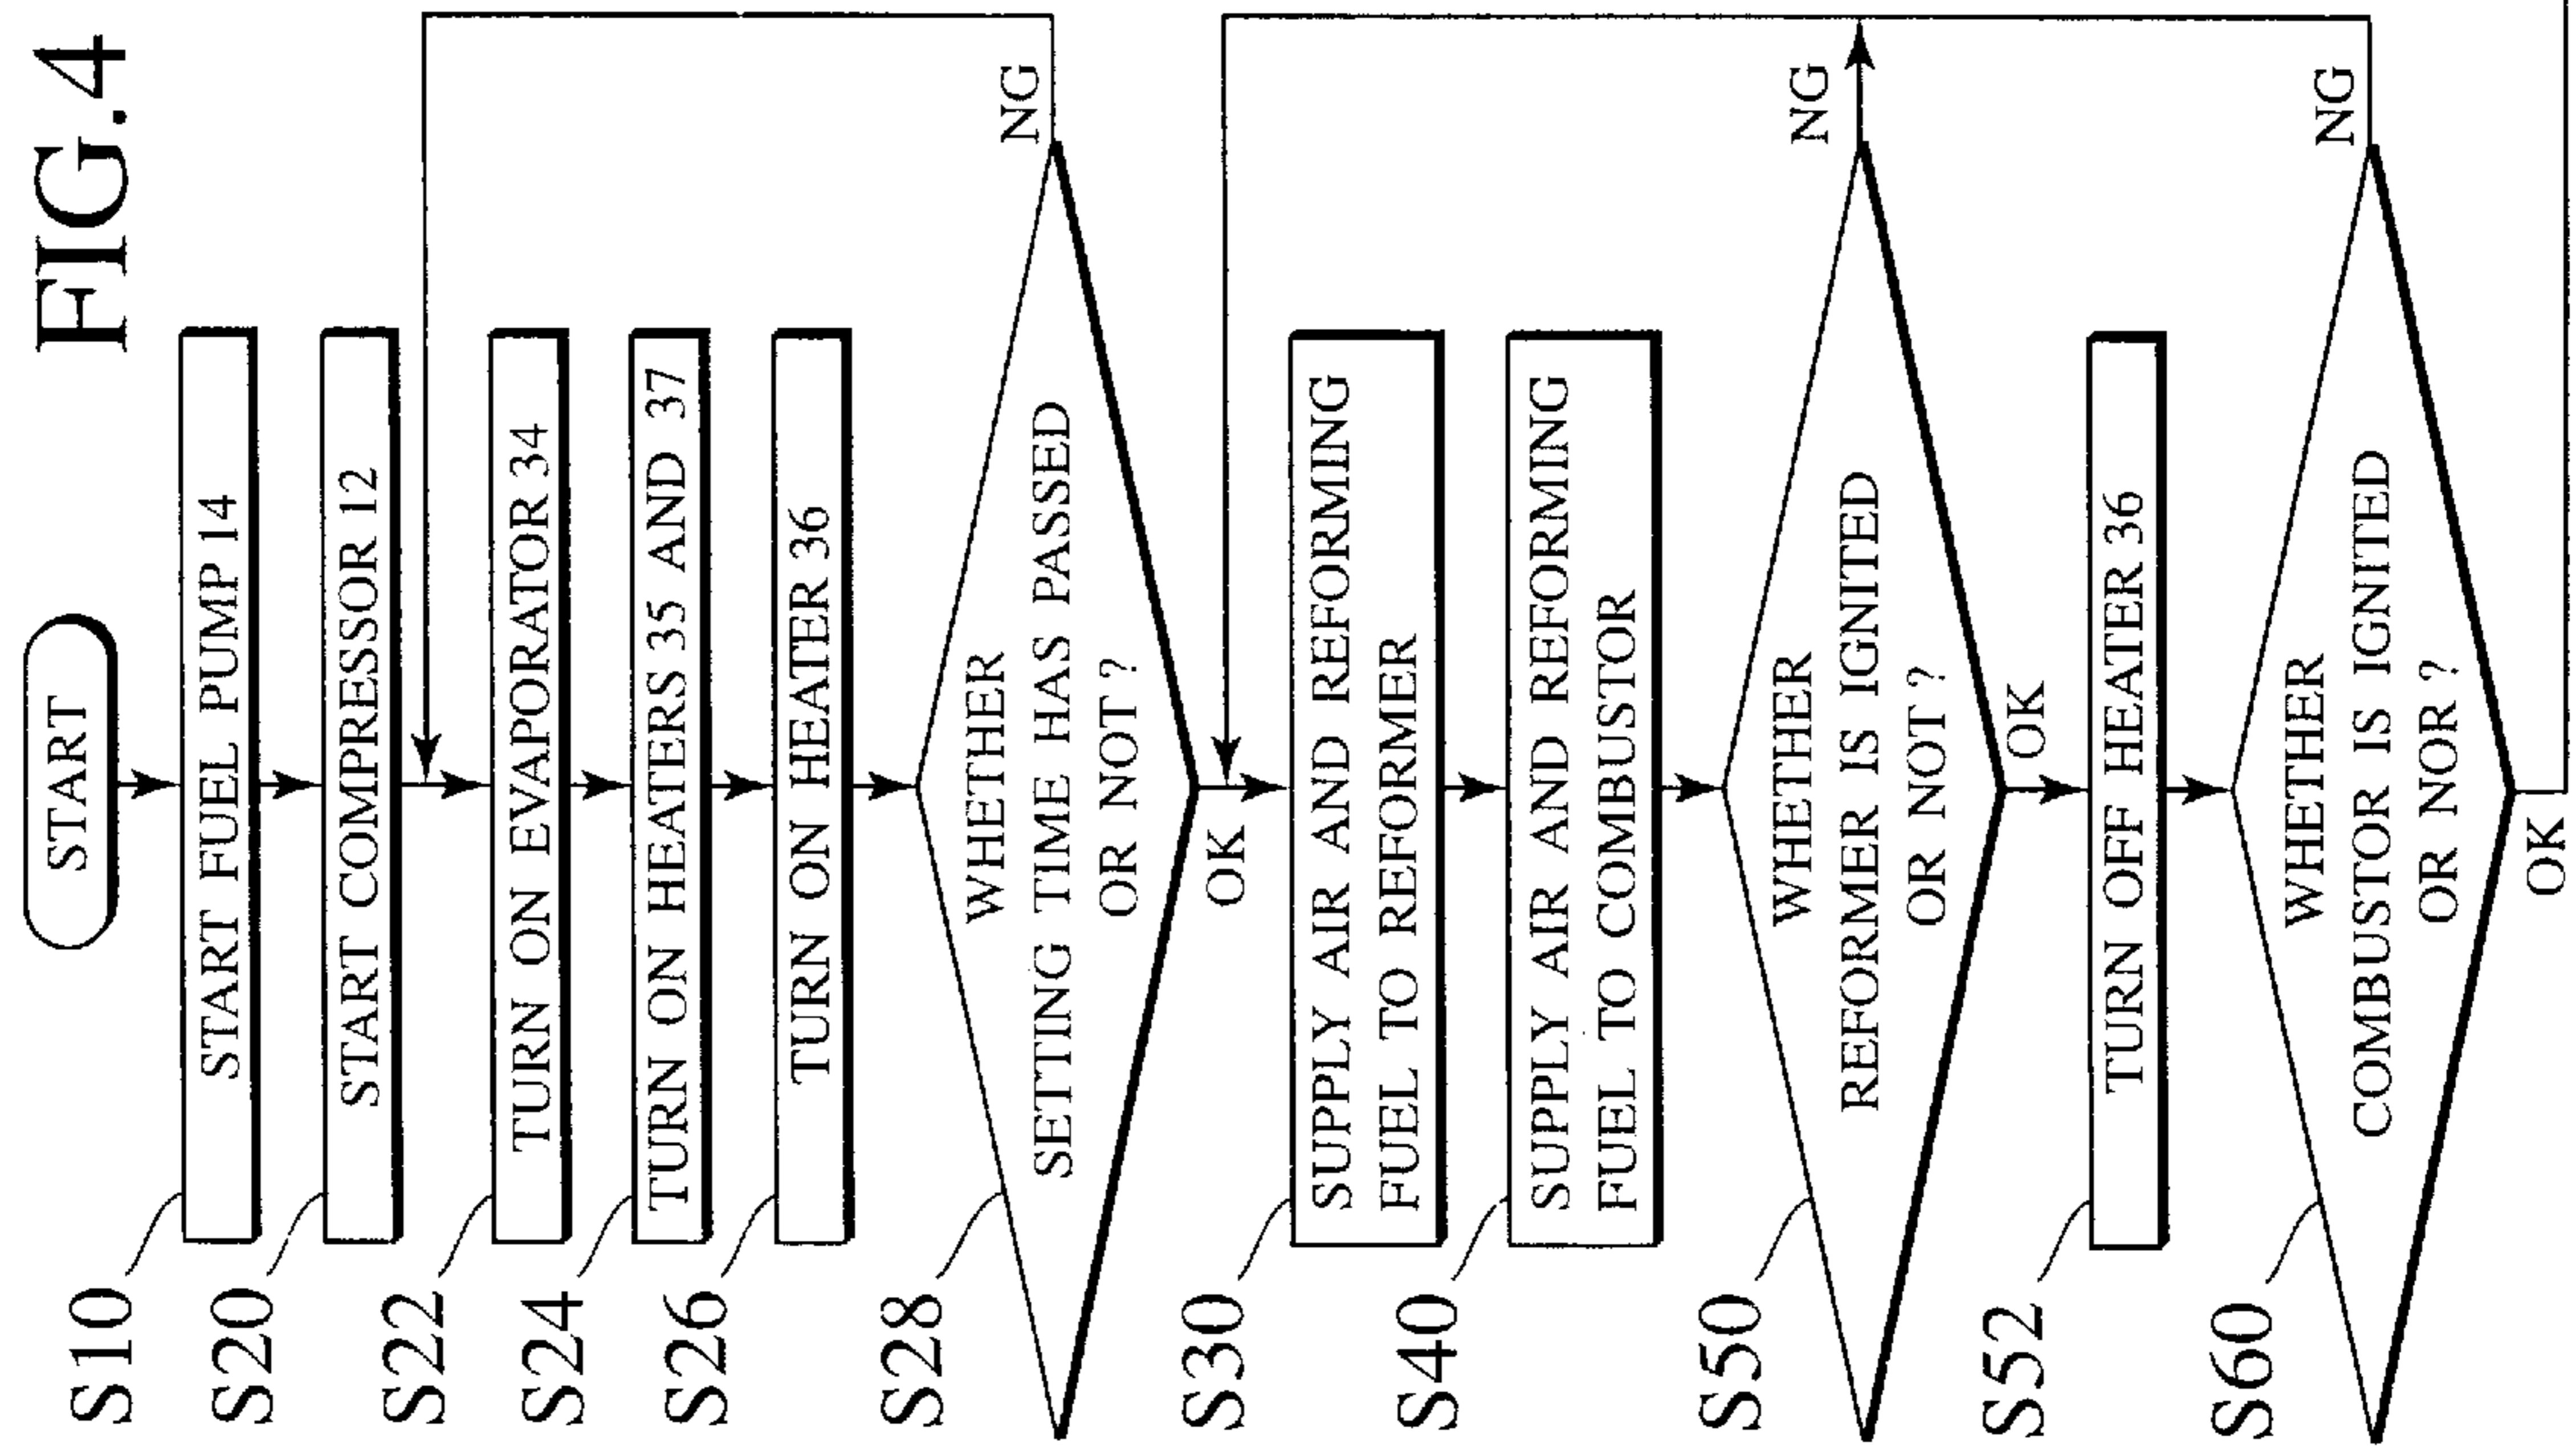 FIG.4
START
S10
START FUEL PUMP 14
S20
START COMPRESSOR 12
S22
TURN ON EVAPORATOR 34
S24
TURN ON HEATERS 35 AND 37
S26
TURN ON HEATER 36
S28
WHETHER
SETTING TIME HAS PASSED
OR NOT ?
NG
OK
S30
SUPPLY AIR AND REFORMING
FUEL TO REFORMER
S40
SUPPLY AIR AND REFORMING
FUEL TO COMBUSTOR
S50
WHETHER
REFORMER IS IGNITED
OR NOT ?
NG
OK
S52
TURN OFF HEATER 36
S60
WHETHER
COMBUSTOR IS IGNITED
OR NOR ?
NG
OK